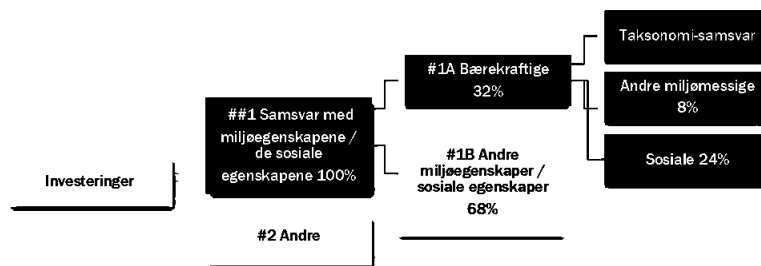 Investeringer
##1 Samsvar med
miljøegenskapene /
de sosiale
egenskapene 100%
#2 Andre
#1A Bærekraftige
32%
#1B Andre
miljøegenskaper /
sosiale egenskaper
68%
Taksonomi-samsvar
Andre miljømessige
8%
Sosiale 24%